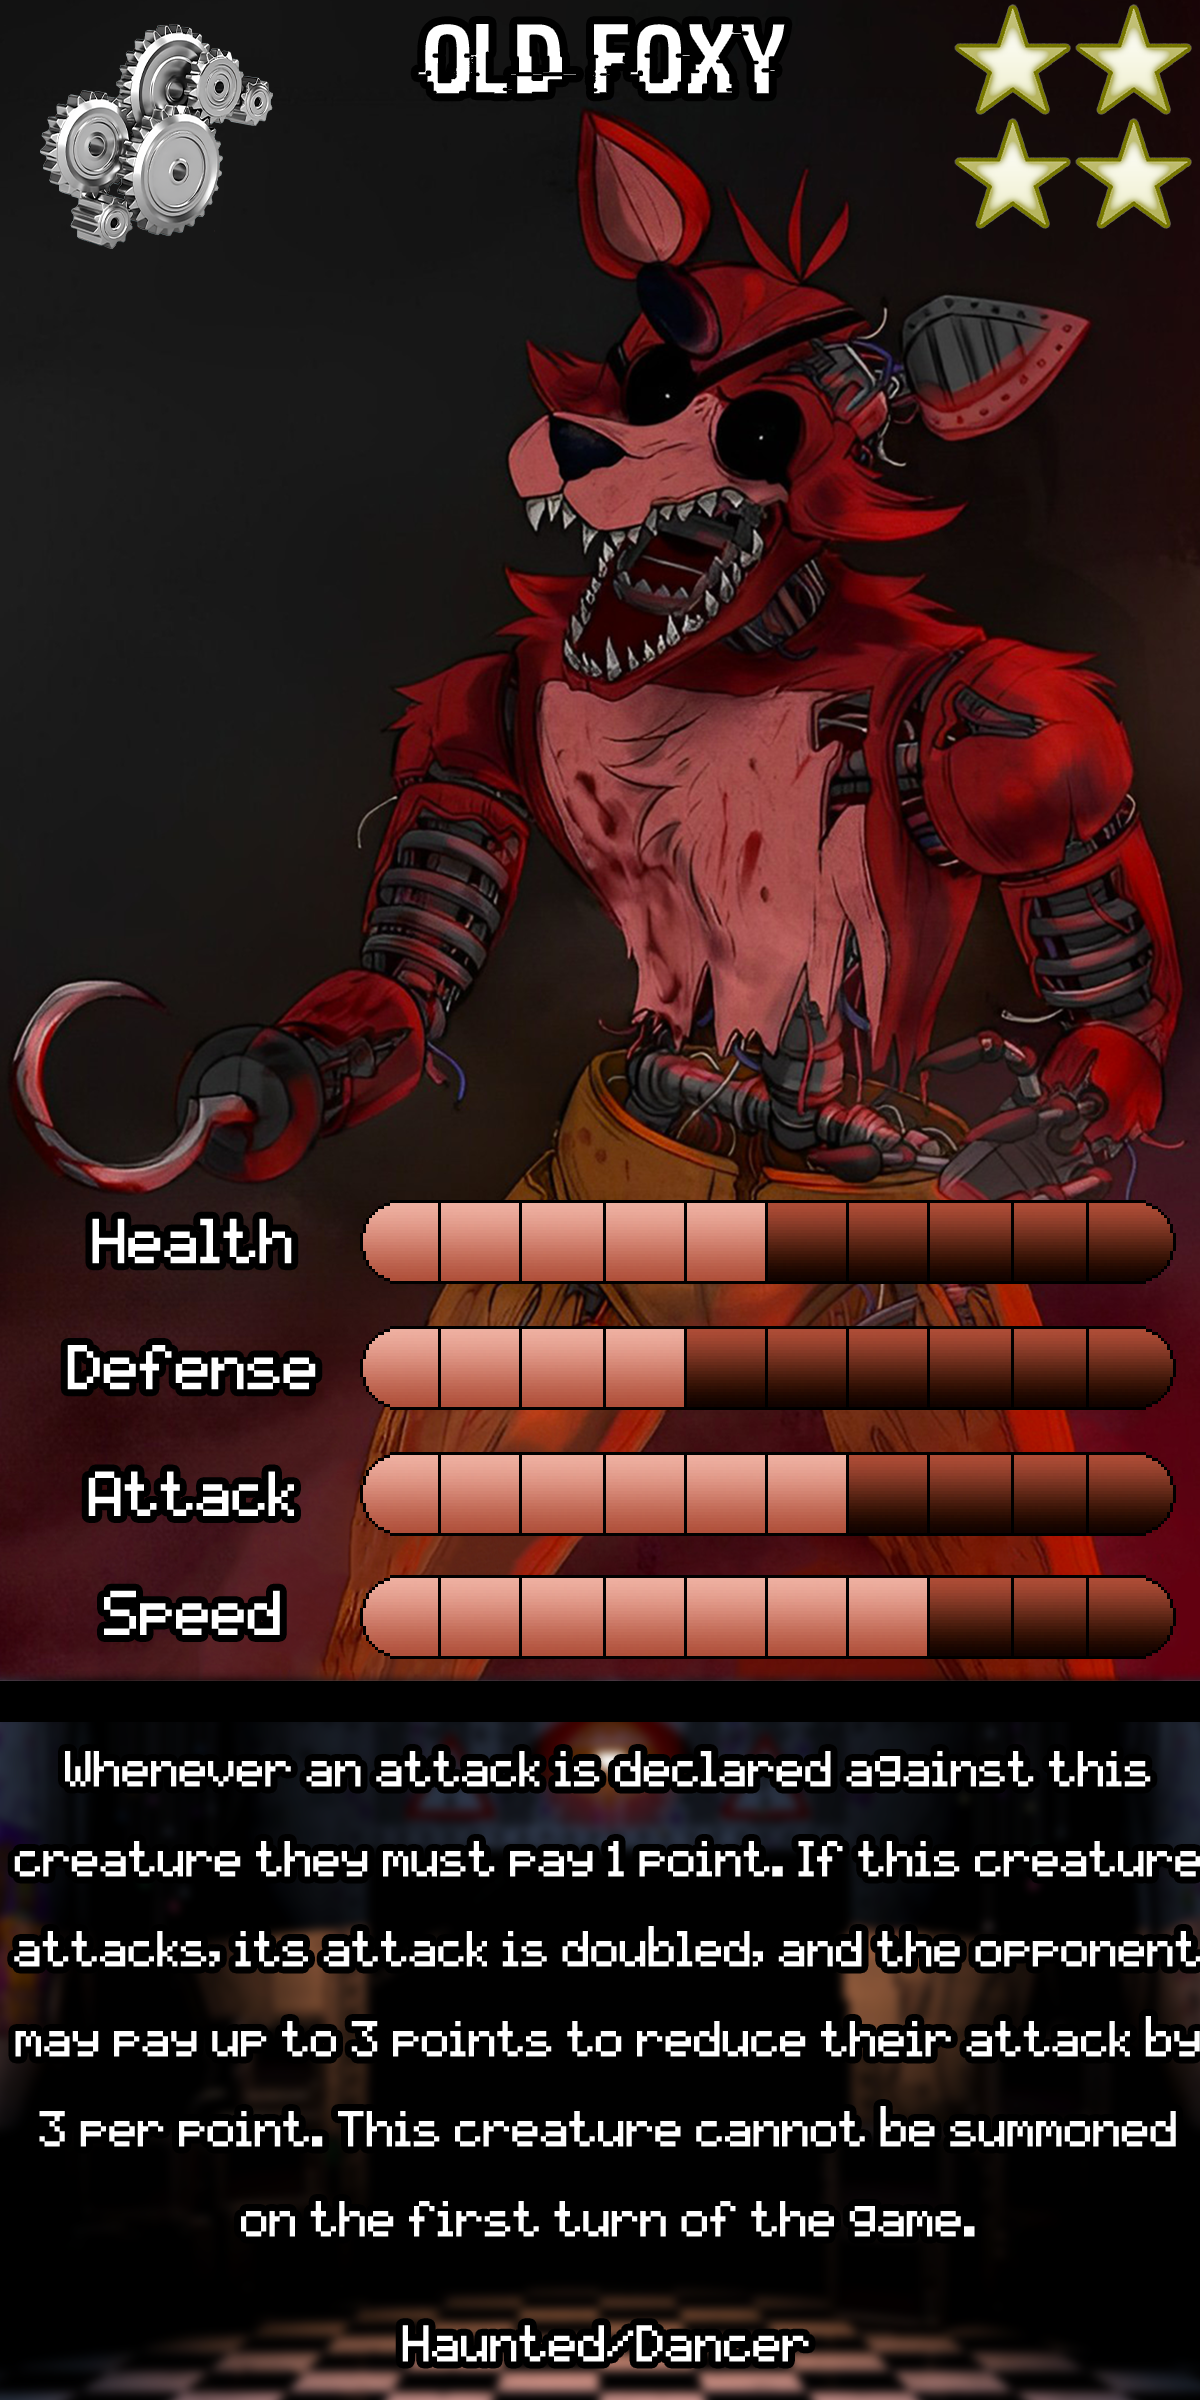 OLD FOXY
Health
Defense
Attack
Speed
Whenever an attack is declared against this
creature they must pay 1 point. If this creature
attacks, its attack is doubled, and the opponent
may pay up to 3 points to reduce their attack by
3 per point. This creature cannot be summoned
on the first turn of the game.
Haunted/Dancer